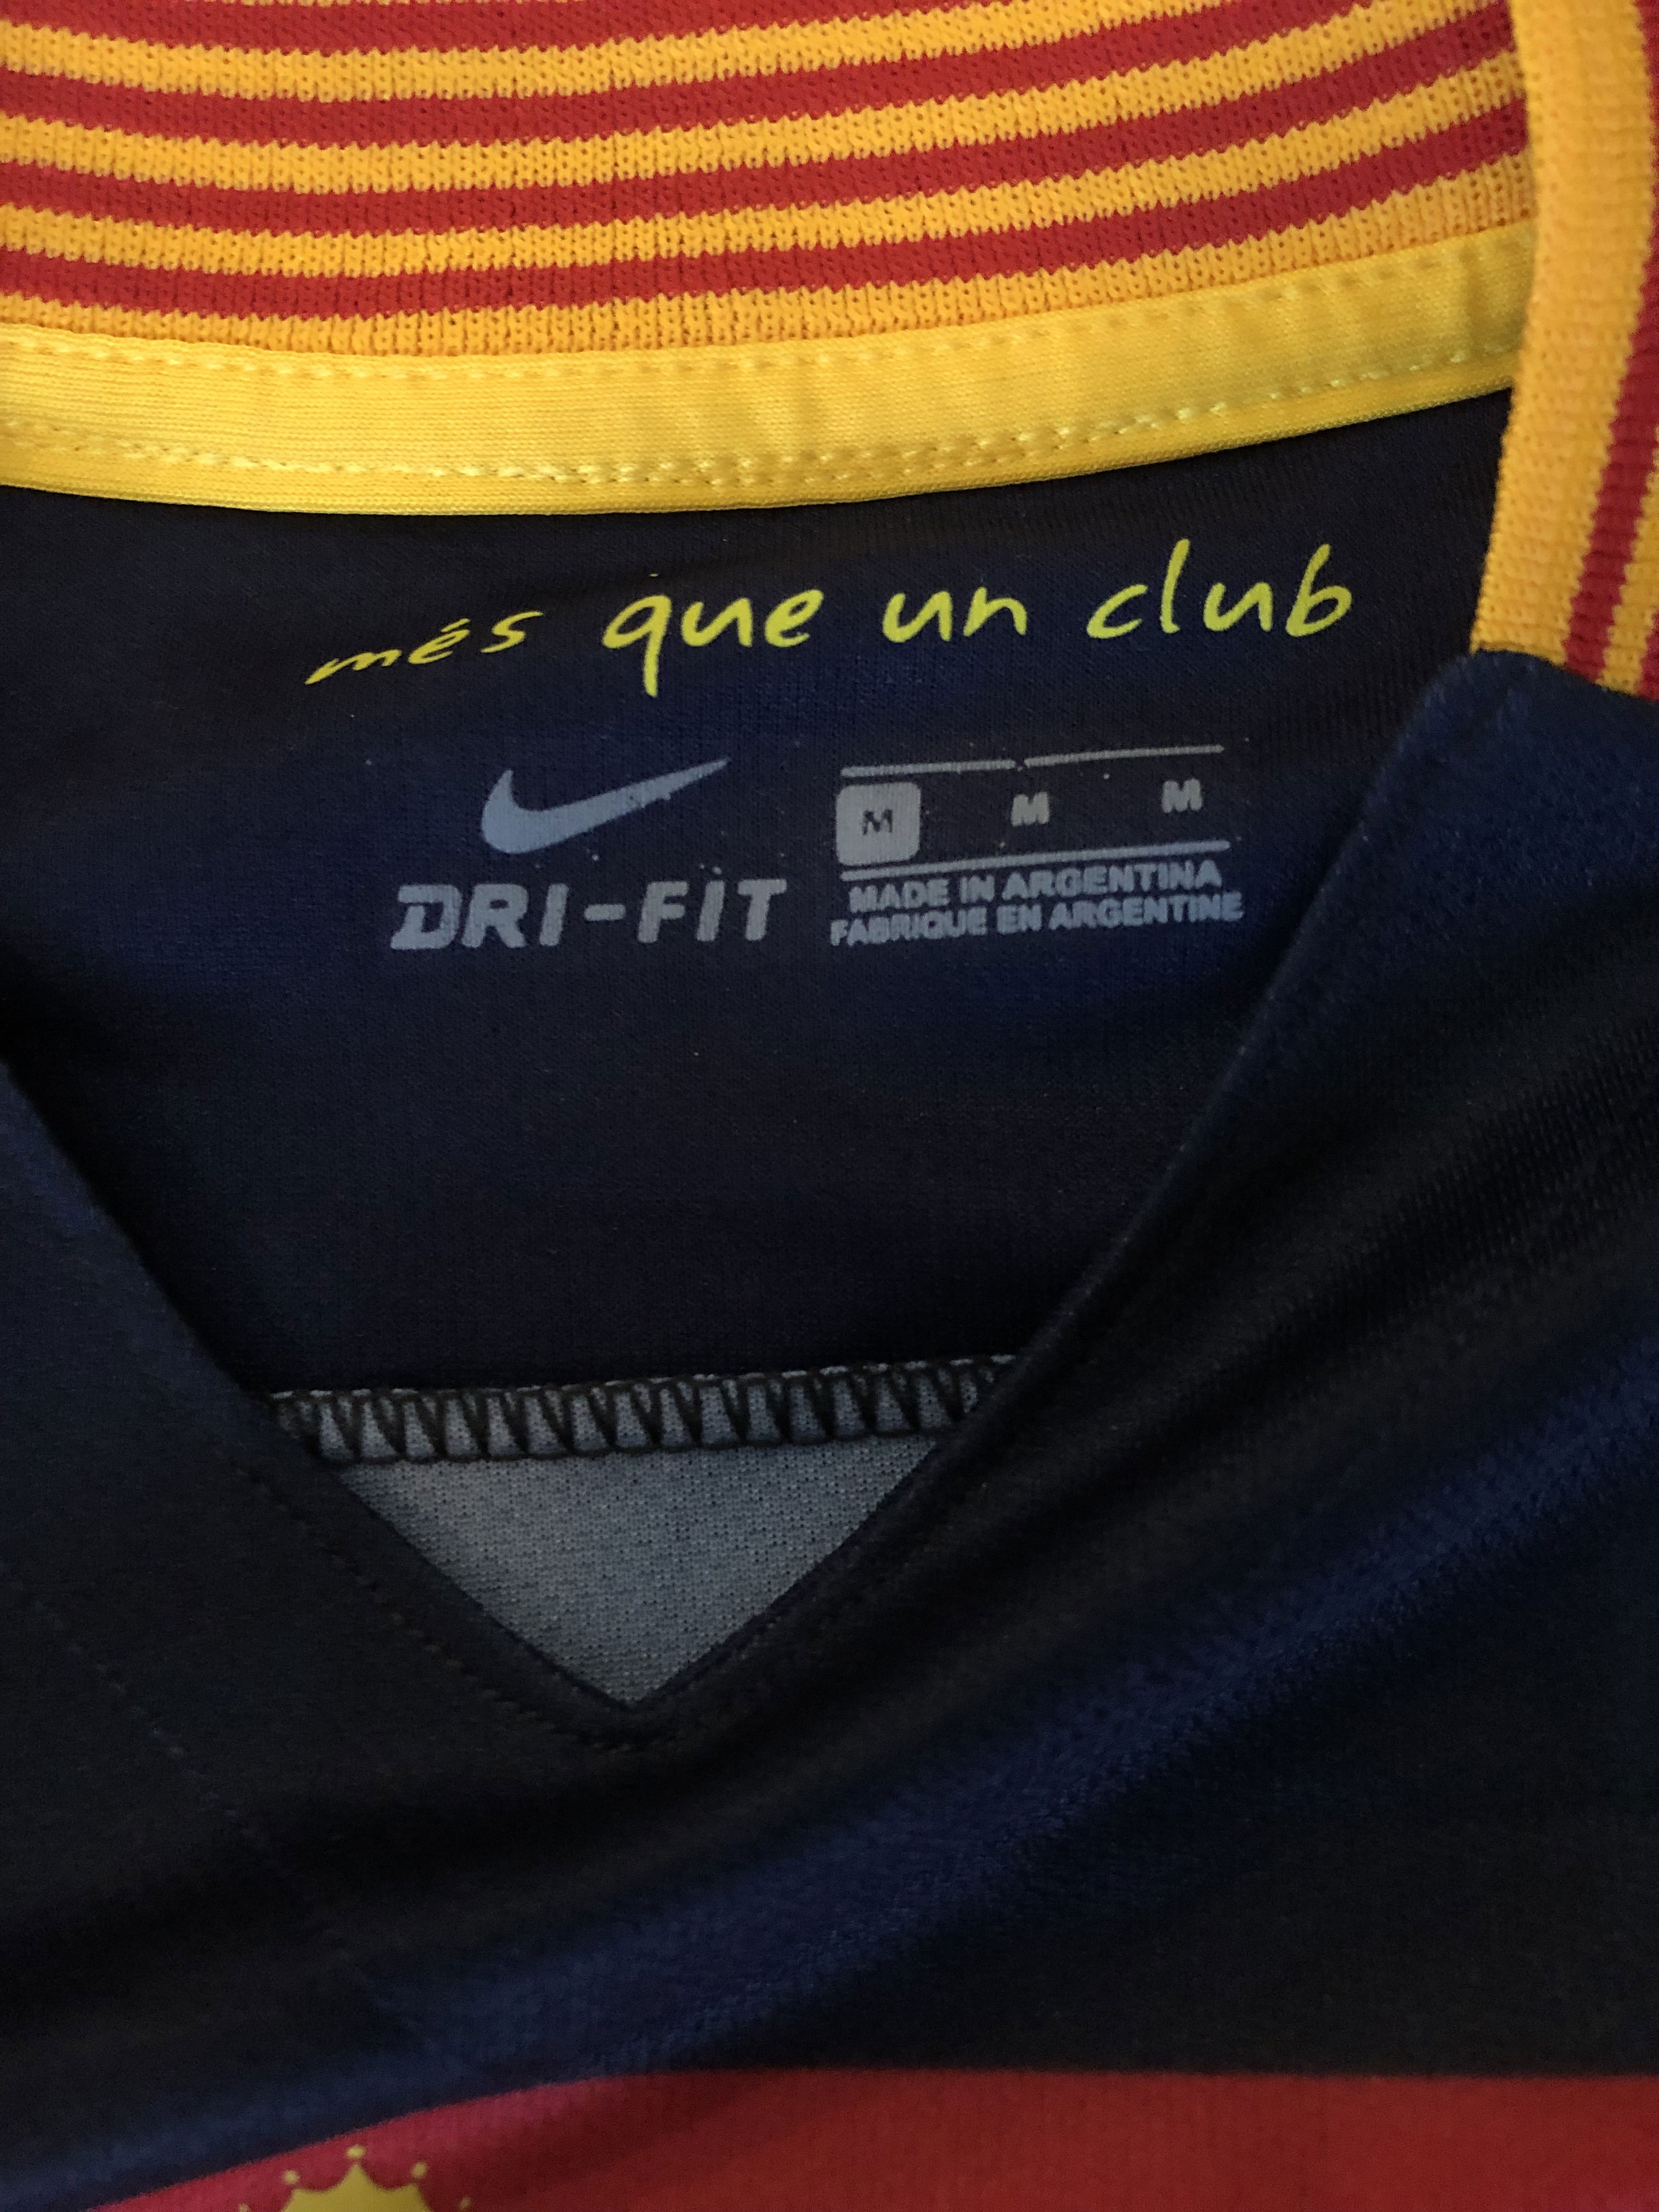 més que un club
M M M
DRI-FIT
MADE IN ARGENTINA
FABRIQUE EN ARGENTINE